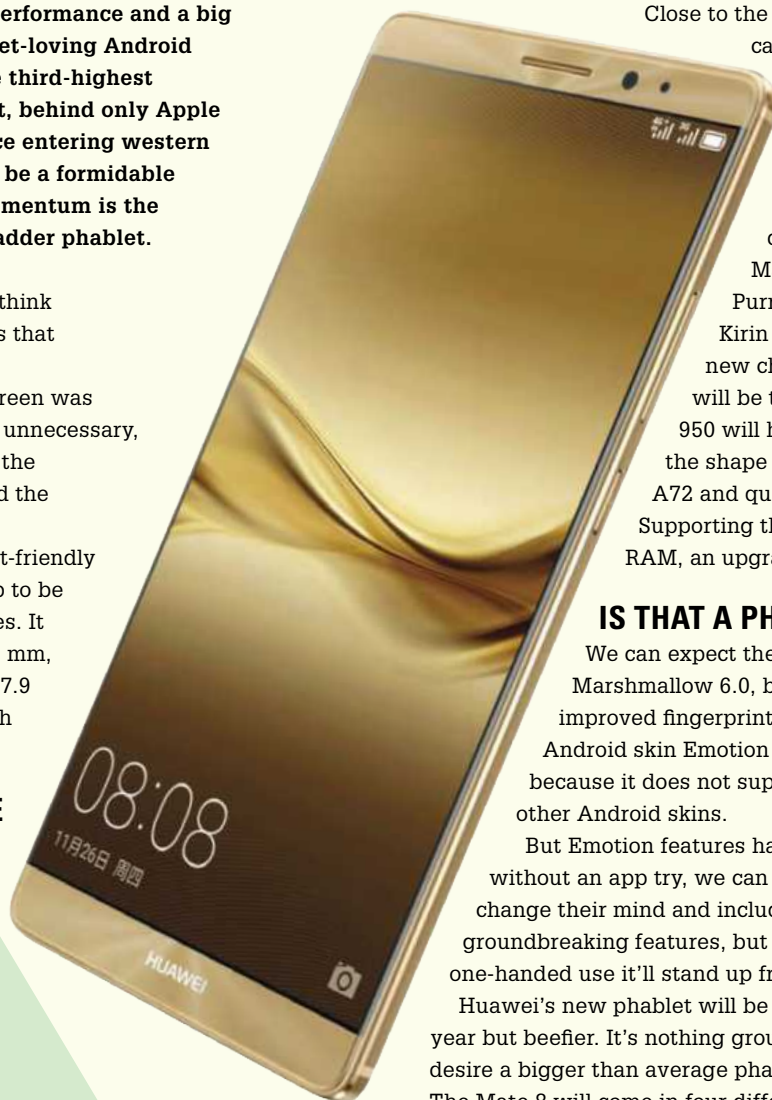 erformance and a big
et-loving Android
third-highest
t, behind only Apple
ce entering western
be a formidable
mentum is the
adder phablet.
think
s that
reen was
unnecessary,
the
d the
t-friendly
o to be
es. It
mm,
7.9
h
E
08:08
11月26日 周四
HUAWEI
Close to the
ca
M
Purr
Kirin
new ch
will be t
950 will h
the shape
A72 and qu
Supporting th
RAM, an upgra
IS THAT A PH
We can expect the
Marshmallow 6.0, b
improved fingerprint
Android skin Emotion
because it does not sup
other Android skins.
But Emotion features ha
without an app try, we can
change their mind and includ
groundbreaking features, but
one-handed use it'll stand up fr
Huawei's new phablet will be
year but beefier. It's nothing grou
desire a bigger than average pha
The Mate 8 will come in four diffe